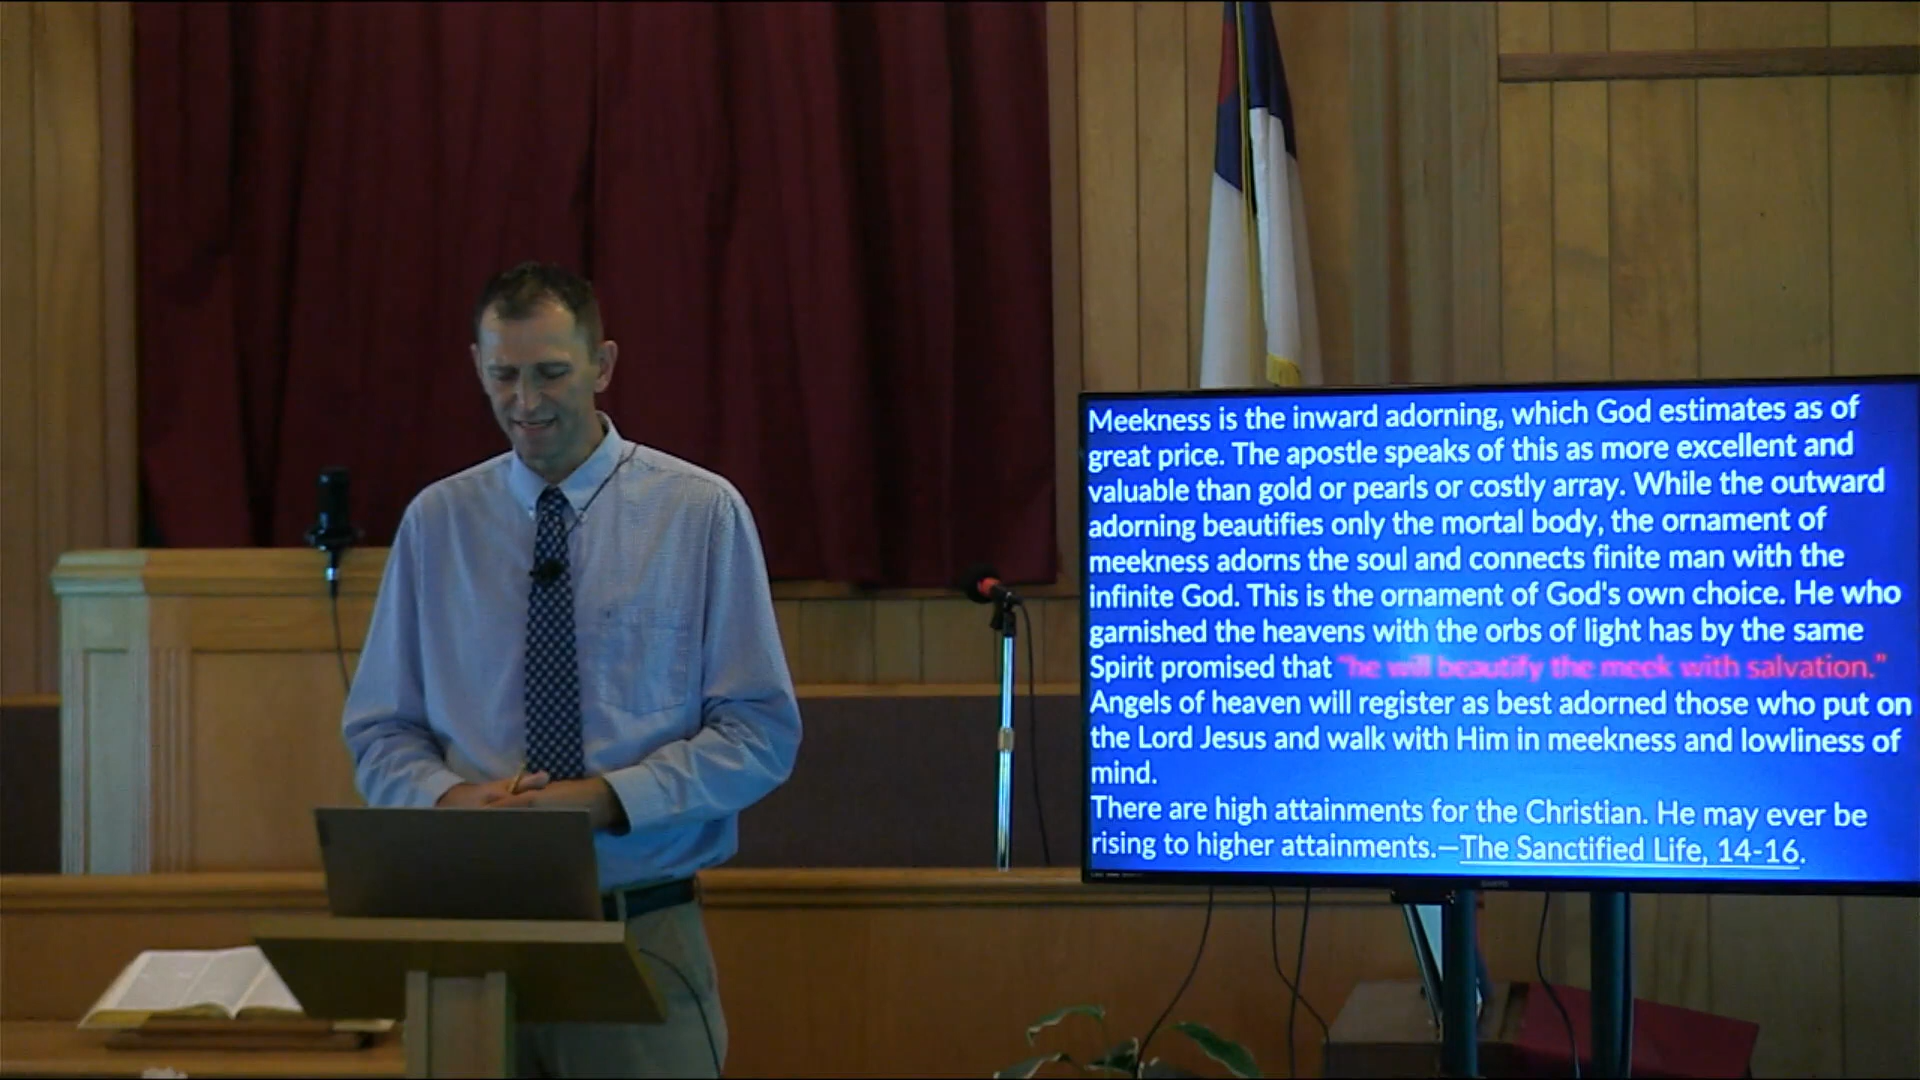 Meekness is the inward adorning, which God estimates as of
great price. The apostle speaks of this as more excellent and
valuable than gold or pearls or costly array. While the outward
adorning beautifies only the mortal body, the ornament of
meekness adorns the soul and connects finite man with the
infinite God. This is the ornament of God's own choice. He who
garnished the heavens with the orbs of light has by the same
Spirit promised that "he will beautify the meek with salvation."
Angels of heaven will register as best adorned those who put on
the Lord Jesus and walk with Him in meekness and lowliness of
mind.
There are high attainments for the Christian. He may ever be
rising to higher attainments.—The Sanctified Life, 14-16.